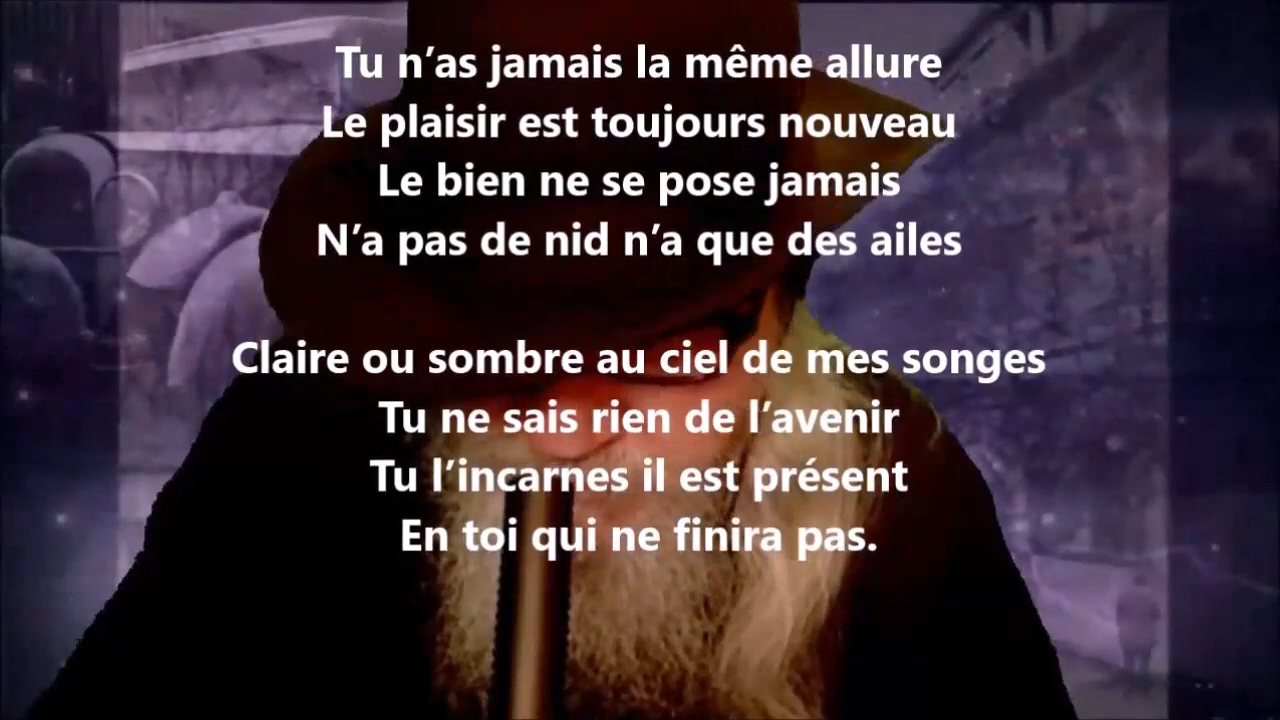 Tu n’as jamais la même allure
Le plaisir est toujours nouveau
Le bien ne se pose jamais
N’a pas de nid n’a que des ailes
Claire ou sombre au ciel de mes songes
Tu ne sais rien de l’avenir
Tu l’incarnes il est présent
En toi qui ne finira pas.